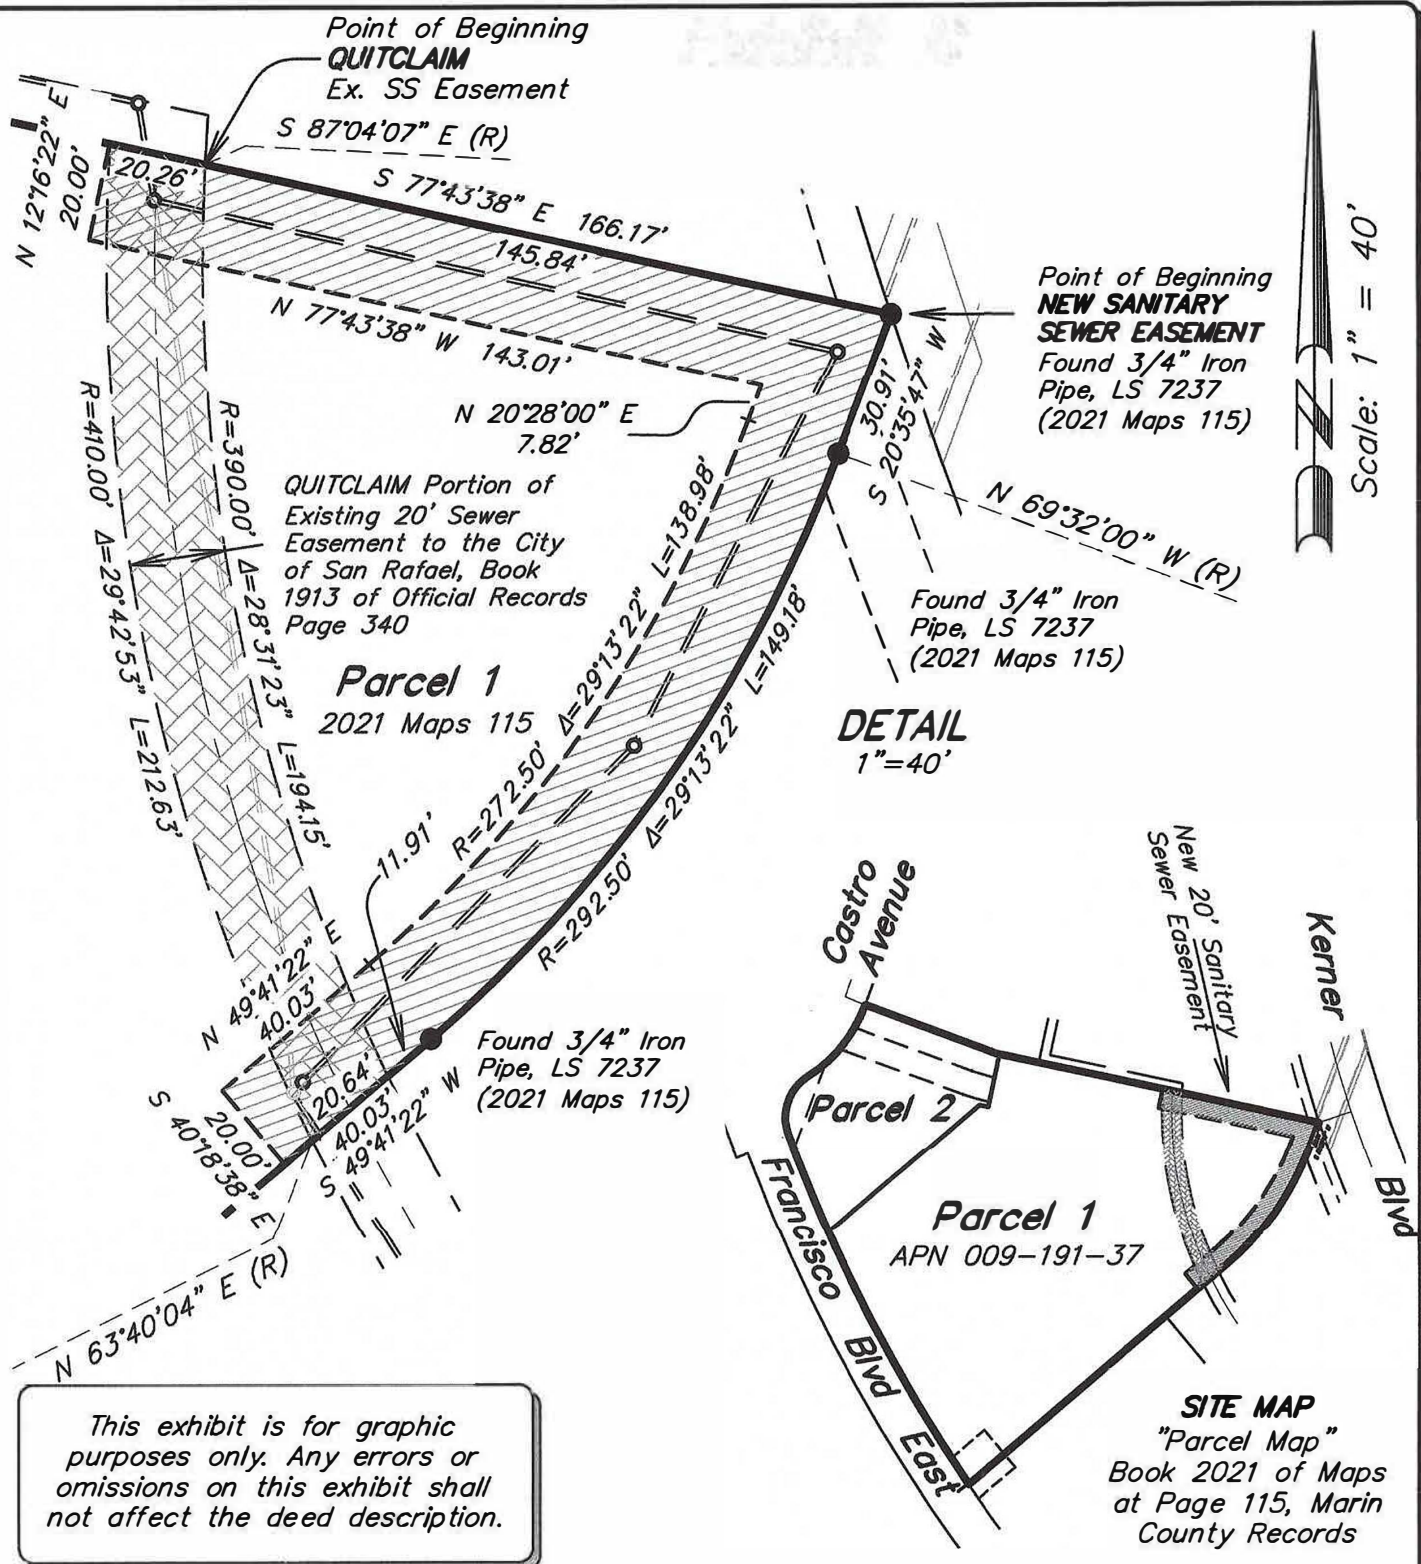 Point of Beginning
QUITCLAIM
Ex. SS Easement
S 87°04'07" E (R)
N 12°16'22" E
20.00'
20.26'
S 77°43'38" E 166.17'
145.84'
N 77°43'38" W 143.01'
N 20°28'00" E
7.82'
Point of Beginning
NEW SANITARY
SEWER EASEMENT
Found 3/4" Iron
Pipe, LS 7237
(2021 Maps 115)
Scale: 1" = 40'
N
30.91'
S 20°35'47" W
N 69°32'00" W (R)
Found 3/4" Iron
Pipe, LS 7237
(2021 Maps 115)
R=410.00' Δ=29°42'53" L=212.63'
R=390.00' Δ=28°31'23" L=194.15'
QUITCLAIM Portion of
Existing 20' Sewer
Easement to the City
of San Rafael, Book
1913 of Official Records
Page 340
Parcel 1
2021 Maps 115
R=272.50' Δ=29°13'22" L=138.98'
R=292.50' Δ=29°13'22" L=149.18'
DETAIL
1"=40'
11.91'
N 49°41'22" E
40.03'
20.64'
40.03'
S 49°41'22" W
20.00'
S 40°18'38" E
N 63°40'04" E (R)
Found 3/4" Iron
Pipe, LS 7237
(2021 Maps 115)
Castro
Avenue
New 20' Sanitary
Sewer Easement
Kerner
Blvd
Parcel 2
Parcel 1
APN 009-191-37
Francisco Blvd East
SITE MAP
"Parcel Map"
Book 2021 of Maps
at Page 115, Marin
County Records
This exhibit is for graphic
purposes only. Any errors or
omissions on this exhibit shall
not affect the deed description.